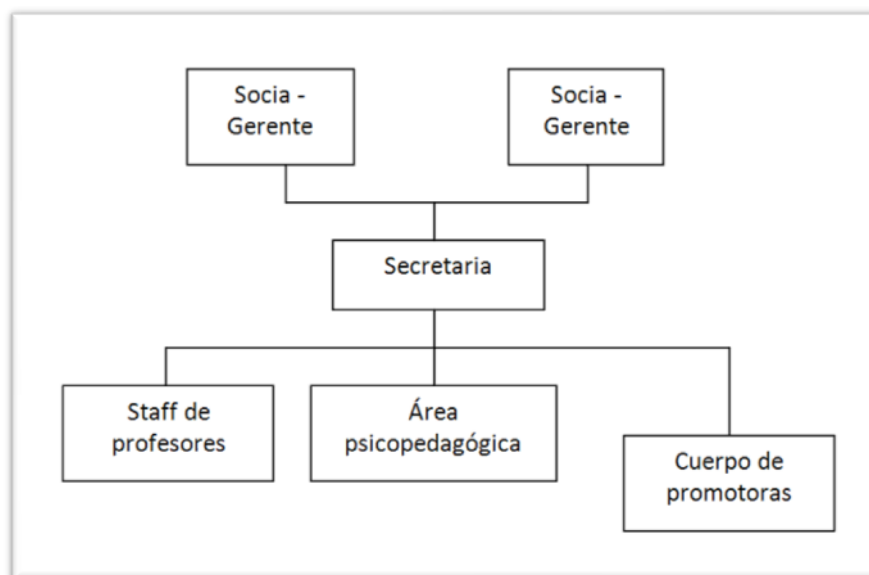 Socia -
Gerente
Socia -
Gerente
Secretaria
Staff de
profesores
Área
psicopedagógica
Cuerpo de
promotoras